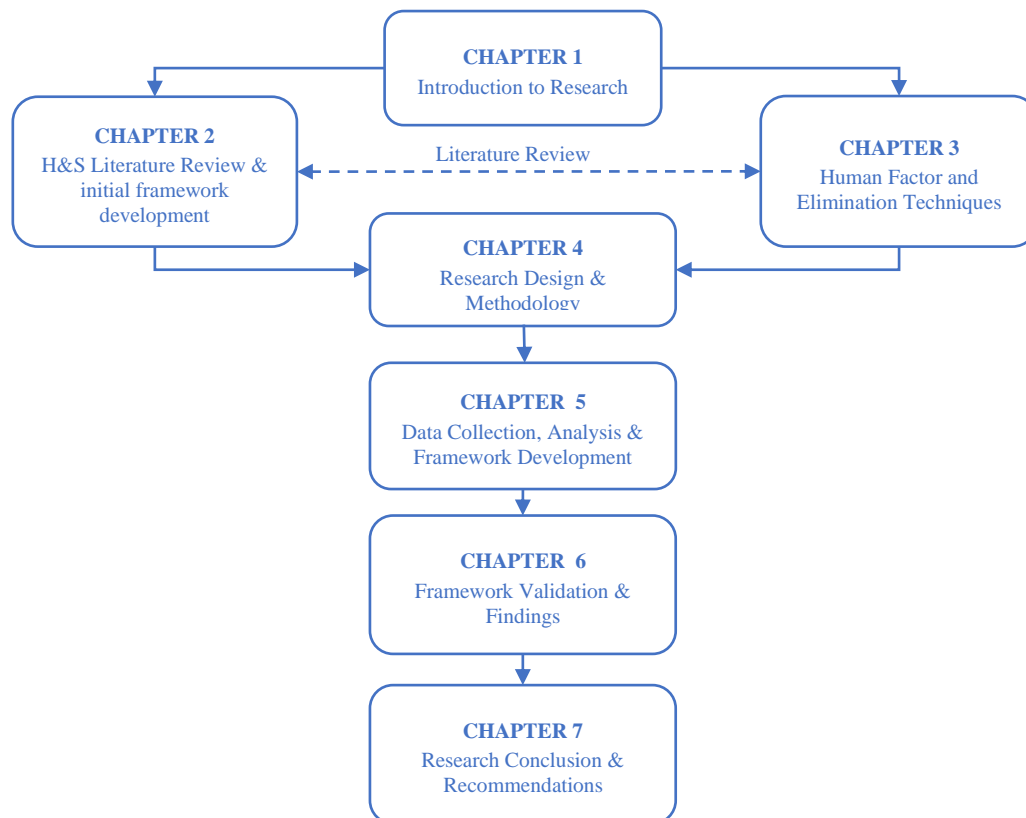 CHAPTER 1
Introduction to Research
CHAPTER 2
H&S Literature Review &
initial framework
development
Literature Review
CHAPTER 3
Human Factor and
Elimination Techniques
CHAPTER 4
Research Design &
Methodology
CHAPTER 5
Data Collection, Analysis &
Framework Development
CHAPTER 6
Framework Validation &
Findings
CHAPTER 7
Research Conclusion &
Recommendations